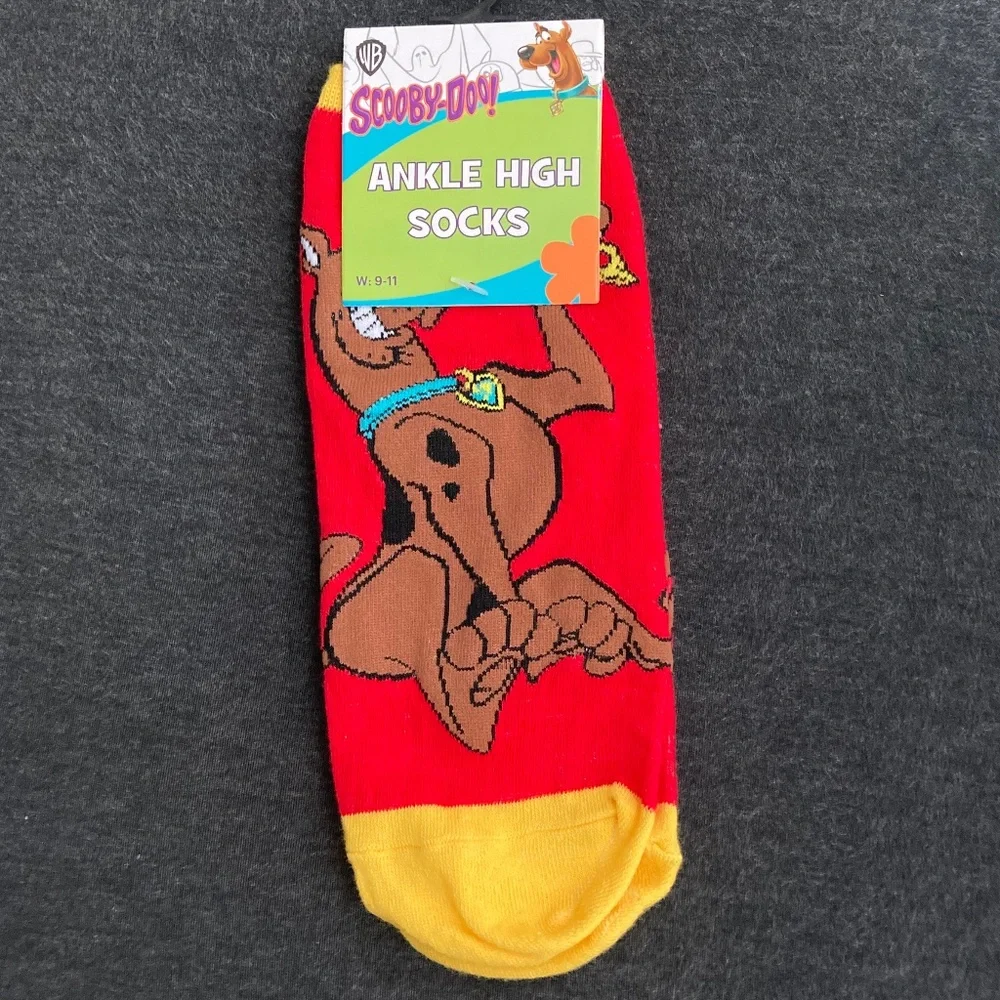 WB
SCOOBY-DOO!
ANKLE HIGH
SOCKS
W: 9-11